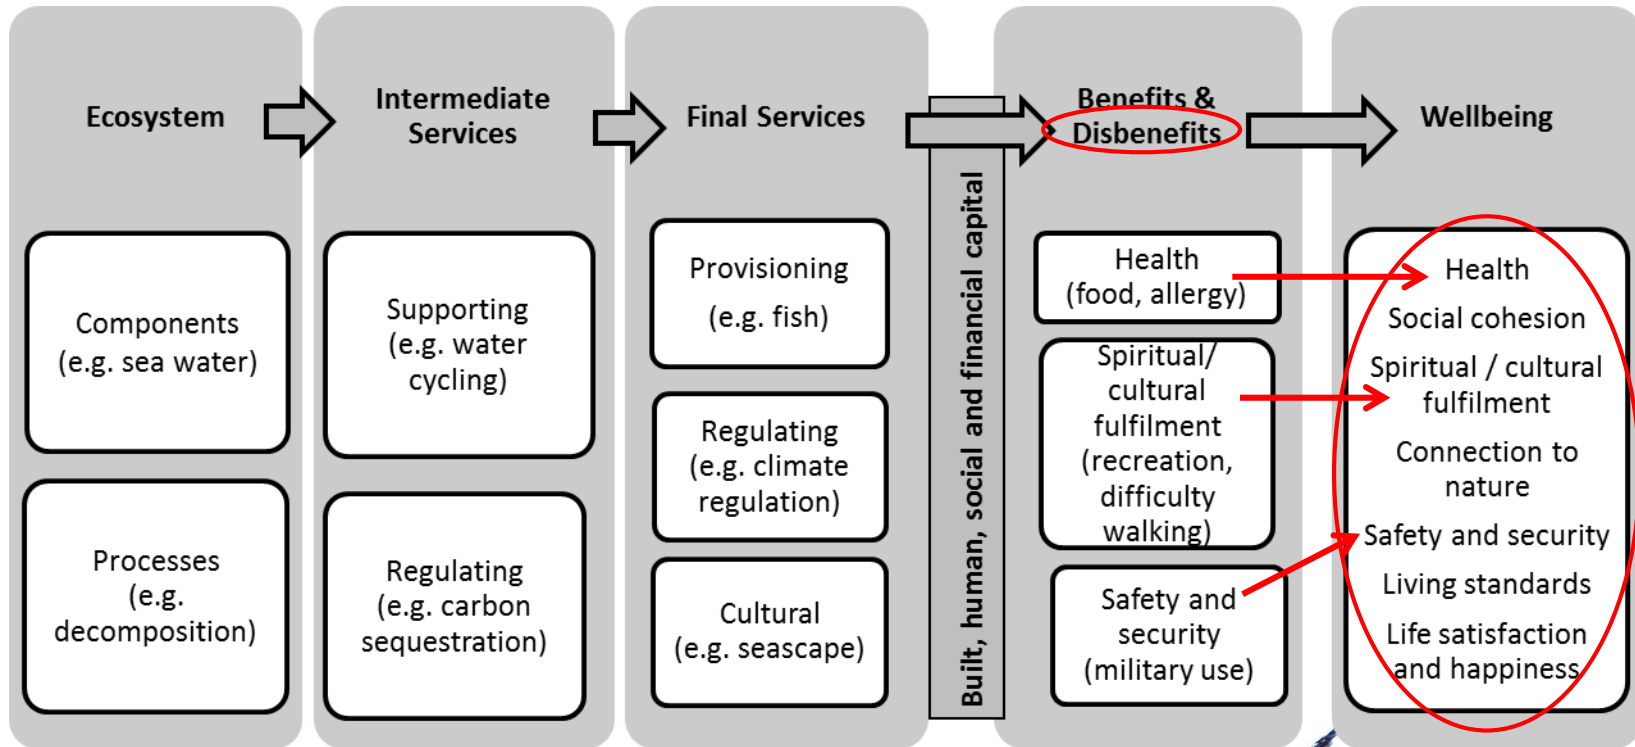 Ecosystem
Components
(e.g. sea water)
Processes
(e.g.
decomposition)
Intermediate
Services
Supporting
(e.g. water
cycling)
Regulating
(e.g. carbon
sequestration)
Final Services
Provisioning
(e.g. fish)
Regulating
(e.g. climate
regulation)
Cultural
(e.g. seascape)
Built, human, social and financial capital
Benefits &
Disbenefits
Health
(food, allergy)
Spiritual/
cultural
fulfilment
(recreation,
difficulty
walking)
Safety and
security
(military use)
Wellbeing
Health
Social cohesion
Spiritual / cultural
fulfilment
Connection to
nature
Safety and security
Living standards
Life satisfaction
and happiness